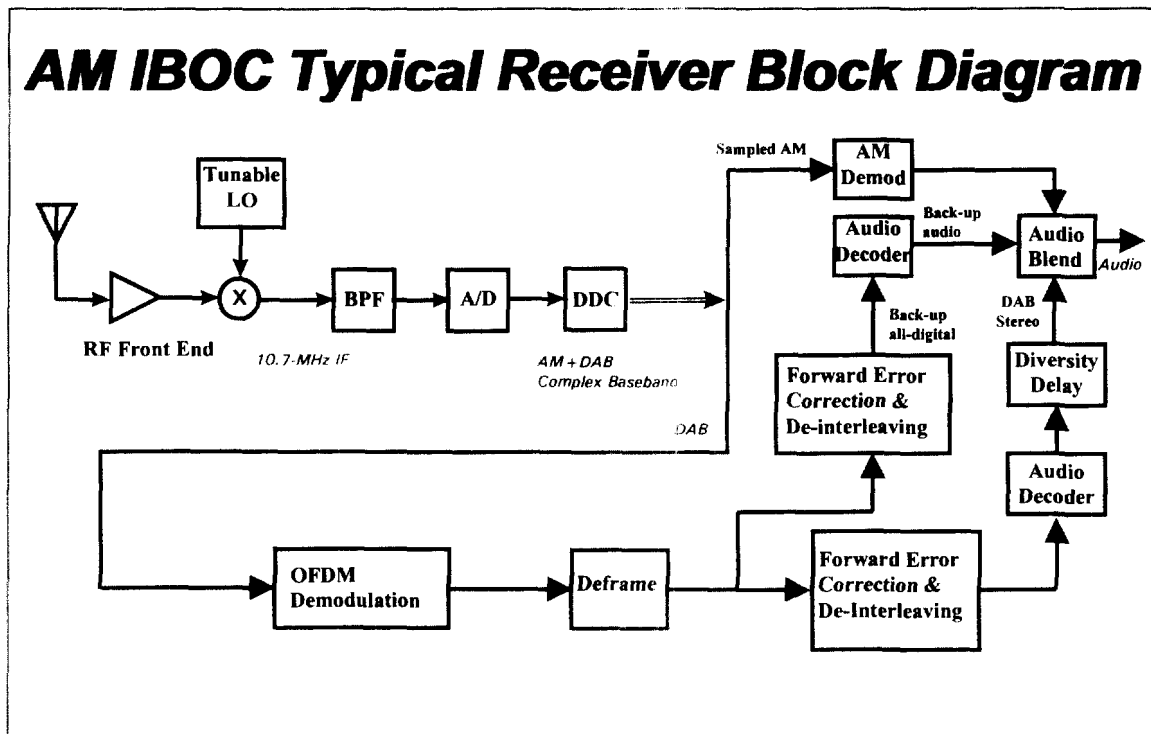 AM IBOC Typical Receiver Block Diagram
Tunable
LO
X
RF Front End
10.7-MHz IF
BPF
A/D
DDC
AM+DAB
Complex Baseband
DAB
Sampled AM
AM
Demod
Audio
Decoder
Back-up
audio
Audio
Blend
Audio
Back-up
all-digital
DAB
Stereo
Forward Error
Correction &
De-interleaving
Diversity
Delay
Audio
Decoder
OFDM
Demodulation
Deframe
Forward Error
Correction &
De-Interleaving